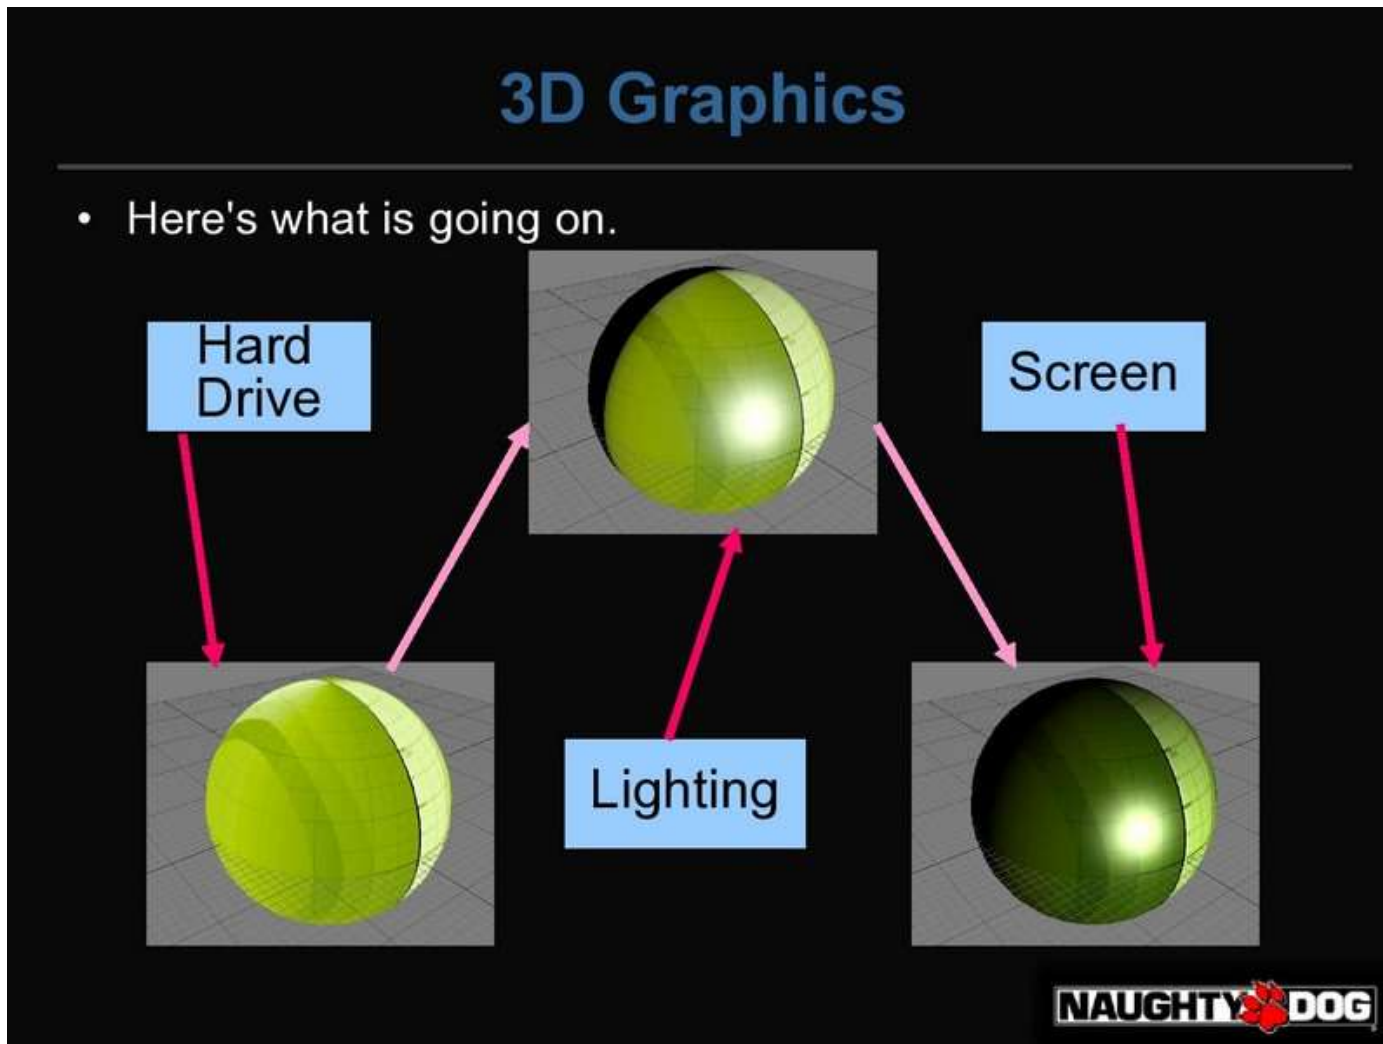 3D Graphics
• Here's what is going on.
Hard
Drive
Screen
Lighting
NAUGHTY DOG